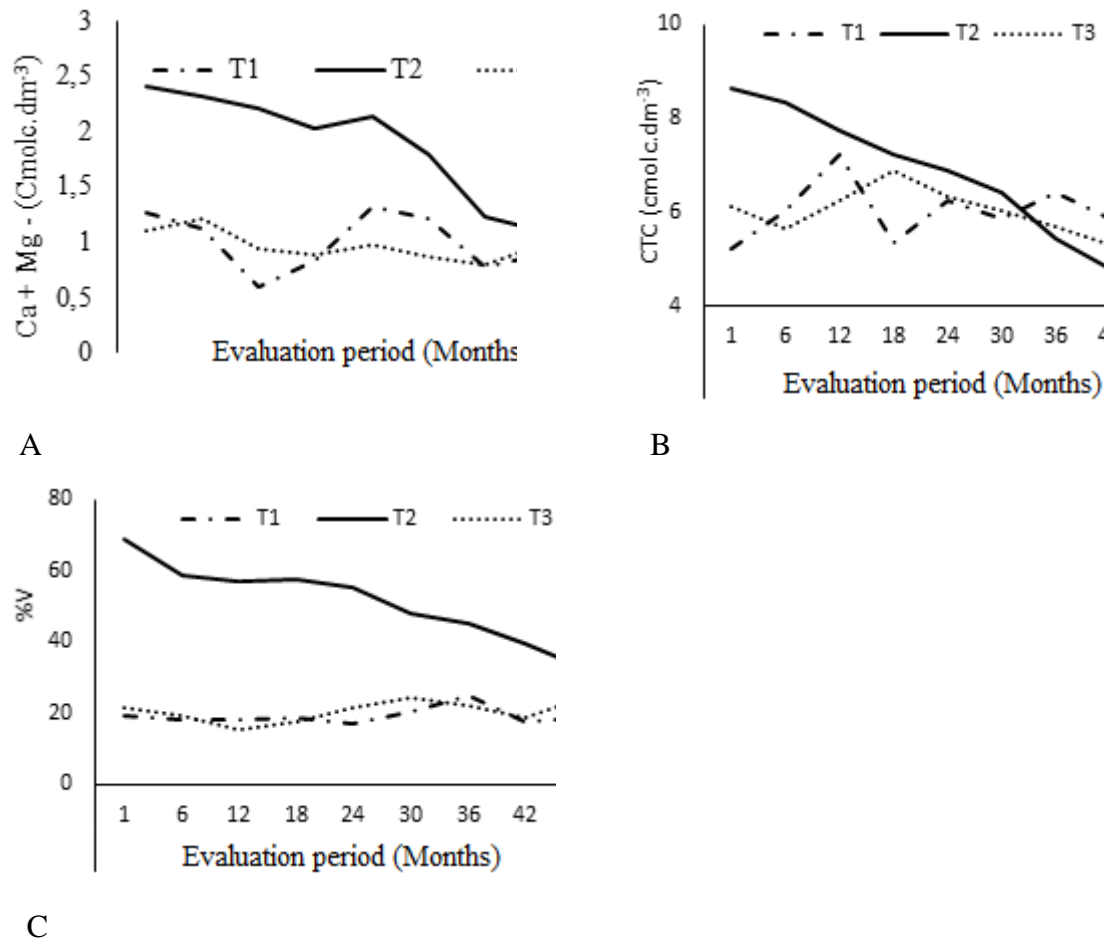 3
2,5
2
1,5
1
0,5
0
Ca + Mg - (Cmolc.dm-3)
T1 T2
Evaluation period (Months
A
10
8
6
4
CTC (cmolc.dm-3)
T1 T2 T3
1 6 12 18 24 30 36 4
Evaluation period (Months)
B
80
60
40
20
0
%V
T1 T2 T3
1 6 12 18 24 30 36 42
Evaluation period (Months)
C